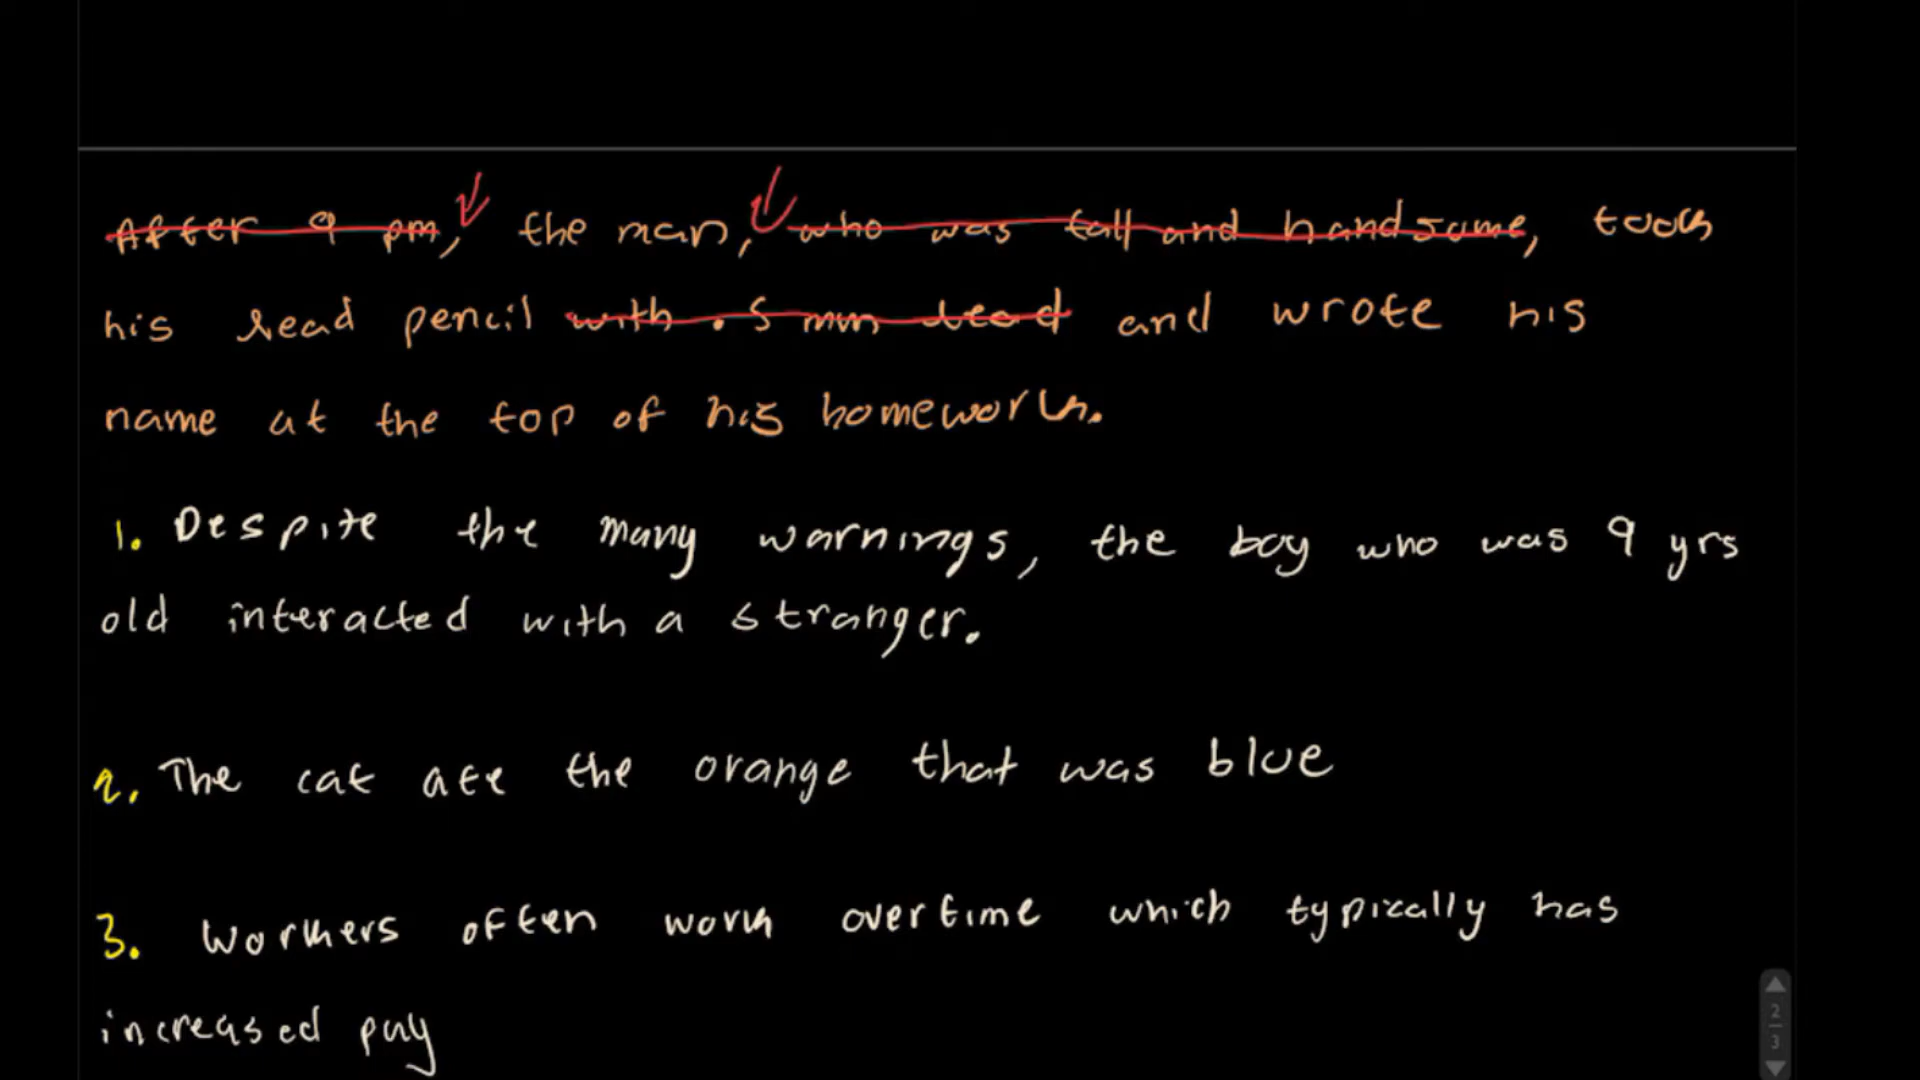 After 9 pm, the man, who was tall and handsome, took
his lead pencil with .5 mm lead and wrote his
name at the top of his homework.
1. Despite the many warnings, the boy who was 9 yrs
old interacted with a stranger.
2. The cat ate the orange that was blue
3. Workers often work overtime which typically has
increased pay
2
3